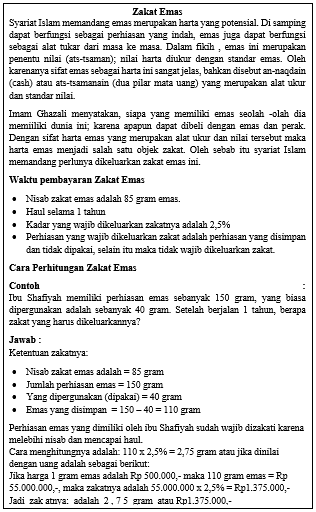 Zakat Emas
Syariat Islam memandang emas merupakan harta yang potensial. Di samping
dapat berfungsi sebagai perhiasan yang indah, emas juga dapat berfungsi
sebagai alat tukar dari masa ke masa. Dalam fikih , emas ini merupakan
penentu nilai (ats-tsaman); nilai harta diukur dengan standar emas. Oleh
karenanya sifat emas sebagai harta ini sangat jelas, bahkan disebut an-naqdain
(cash) atau ats-tsamanain (dua pilar mata uang) yang merupakan alat ukur
dan standar nilai.
Imam Ghazali menyatakan, siapa yang memiliki emas seolah -olah dia
memiiliki dunia ini; karena apapun dapat dibeli dengan emas dan perak.
Dengan sifat harta emas yang merupakan alat ukur dan nilai tersebut maka
harta emas menjadi salah satu objek zakat. Oleh sebab itu syariat Islam
memandang perlunya dikeluarkan zakat emas ini.
Waktu pembayaran Zakat Emas
• Nisab zakat emas adalah 85 gram emas.
• Haul selama 1 tahun
• Kadar yang wajib dikeluarkan zakatnya adalah 2,5%
• Perhiasan yang wajib dikeluarkan zakat adalah perhiasan yang disimpan
dan tidak dipakai, selain itu maka tidak wajib dikeluarkan zakat.
Cara Perhitungan Zakat Emas
Contoh :
Ibu Shafiyah memiliki perhiasan emas sebanyak 150 gram, yang biasa
dipergunakan adalah sebanyak 40 gram. Setelah berjalan 1 tahun, berapa
zakat yang harus dikeluarkannya?
Jawab :
Ketentuan zakatnya:
• Nisab zakat emas adalah = 85 gram
• Jumlah perhiasan emas = 150 gram
• Yang dipergunakan (dipakai) = 40 gram
• Emas yang disimpan = 150 – 40 = 110 gram
Perhiasan emas yang dimiliki oleh ibu Shafiyah sudah wajib dizakati karena
melebihi nisab dan mencapai haul.
Cara menghitungnya adalah: 110 x 2,5% = 2,75 gram atau jika dinilai
dengan uang adalah sebagai berikut:
Jika harga 1 gram emas adalah Rp 500.000,- maka 110 gram emas = Rp
55.000.000,-, maka zakatnya adalah 55.000.000 x 2,5% = Rp1.375.000,-
Jadi zak atnya: adalah 2 , 7 5 gram atau Rp1.375.000,-